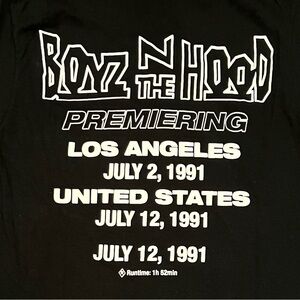 BOYZ N THE HOOD
PREMIERING
LOS ANGELES
JULY 2, 1991
UNITED STATES
JULY 12, 1991
JULY 12, 1991
Runtime: 1h 52min